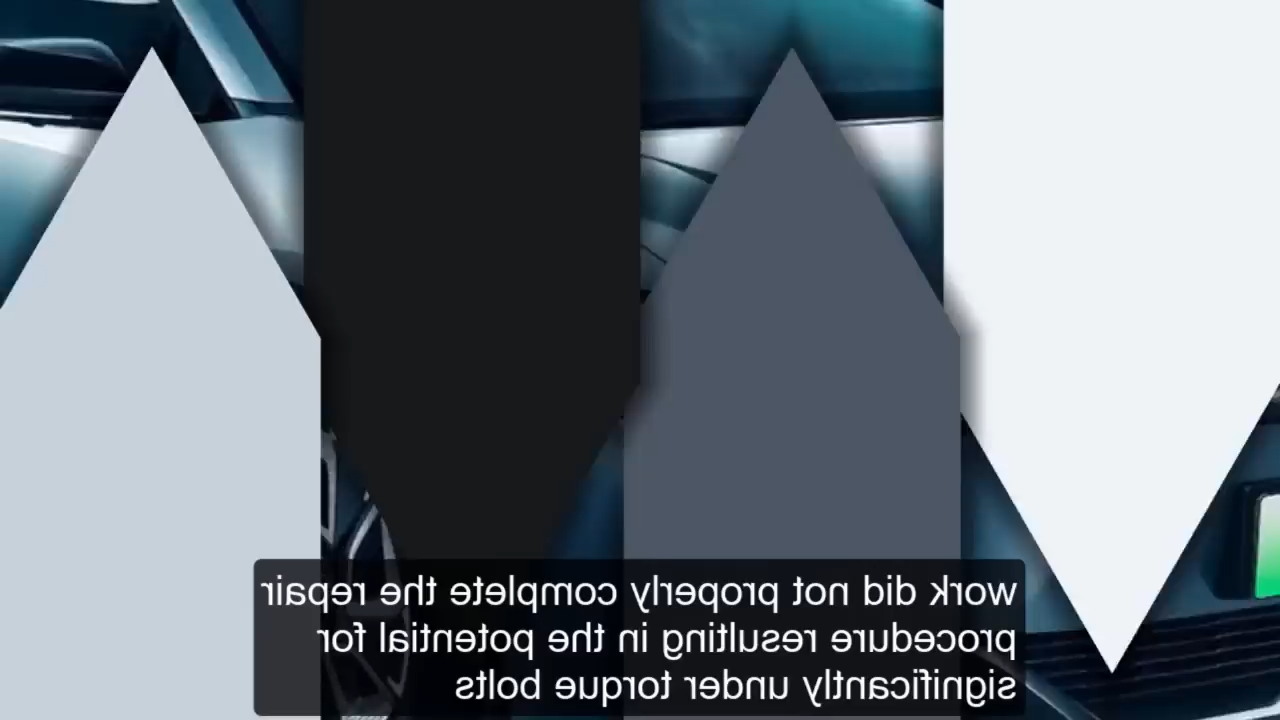 work did not properly complete the repair
procedure resulting in the potential for
significantly under torque bolts